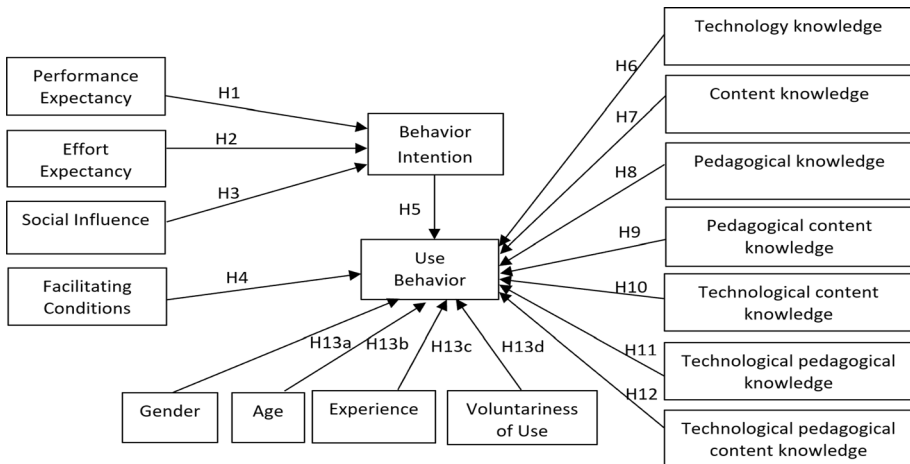 Performance
Expectancy
Effort
Expectancy
Social Influence
Facilitating
Conditions
H1
H2
H3
H4
Behavior
Intention
H5
Use
Behavior
H13a
H13b
H13c
H13d
Gender
Age
Experience
Voluntariness
of Use
H6
H7
H8
H9
H10
H11
H12
Technology knowledge
Content knowledge
Pedagogical knowledge
Pedagogical content
knowledge
Technological content
knowledge
Technological pedagogical
knowledge
Technological pedagogical
content knowledge